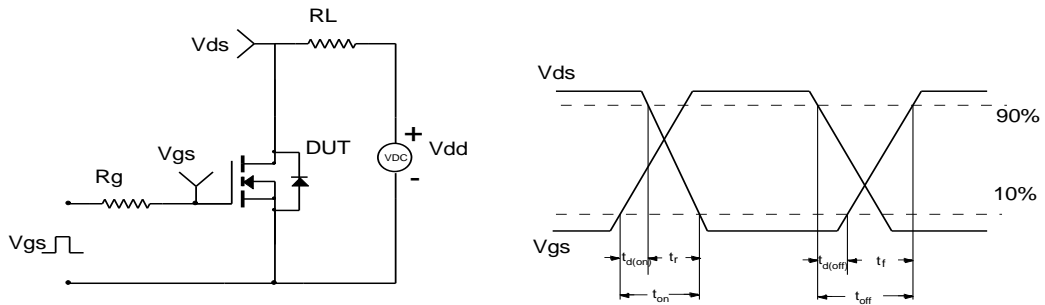 RL
Vds
Vgs
DUT
VDC
+
-
Vdd
Rg
Vgs
Vds
90%
10%
Vgs
td(on)
tr
ton
td(off)
tf
toff